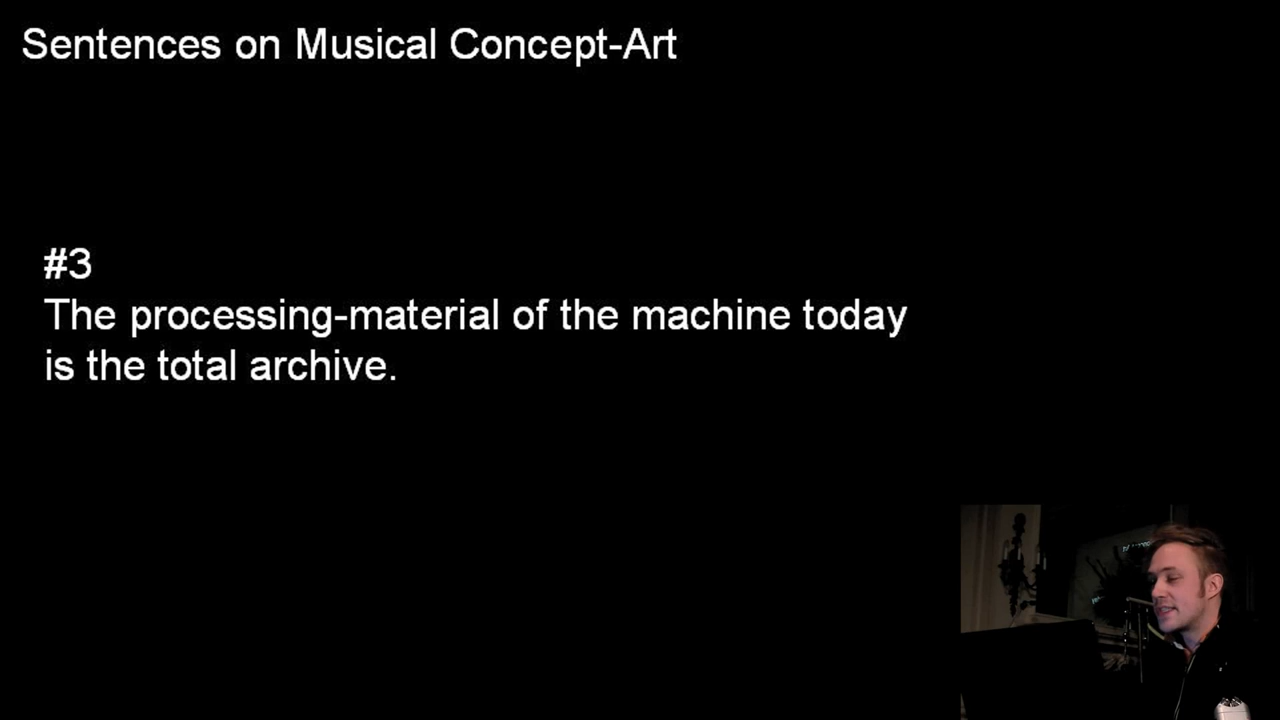 Sentences on Musical Concept-Art
#3
The processing-material of the machine today
is the total archive.